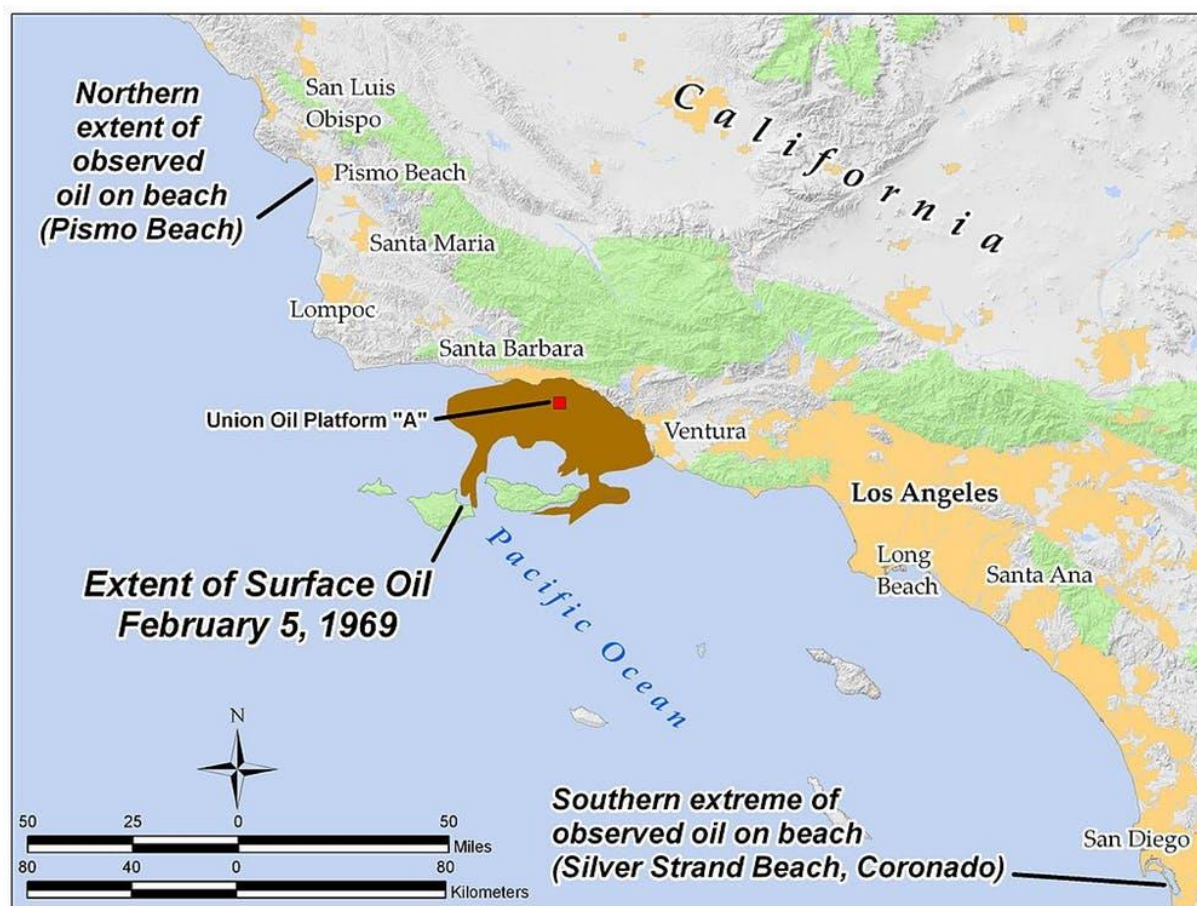 Northern
extent of
observed
oil on beach
(Pismo Beach)
San Luis
Obispo
California
Pismo Beach
Santa Maria
Lompoc
Santa Barbara
Union Oil Platform "A"
Ventura
Los Angeles
Long
Beach
Santa Ana
Extent of Surface Oil
February 5, 1969
Pacific Ocean
N
50 25 0 50
Miles
80 40 0 80
Kilometers
Southern extreme of
observed oil on beach
(Silver Strand Beach, Coronado)
San Diego